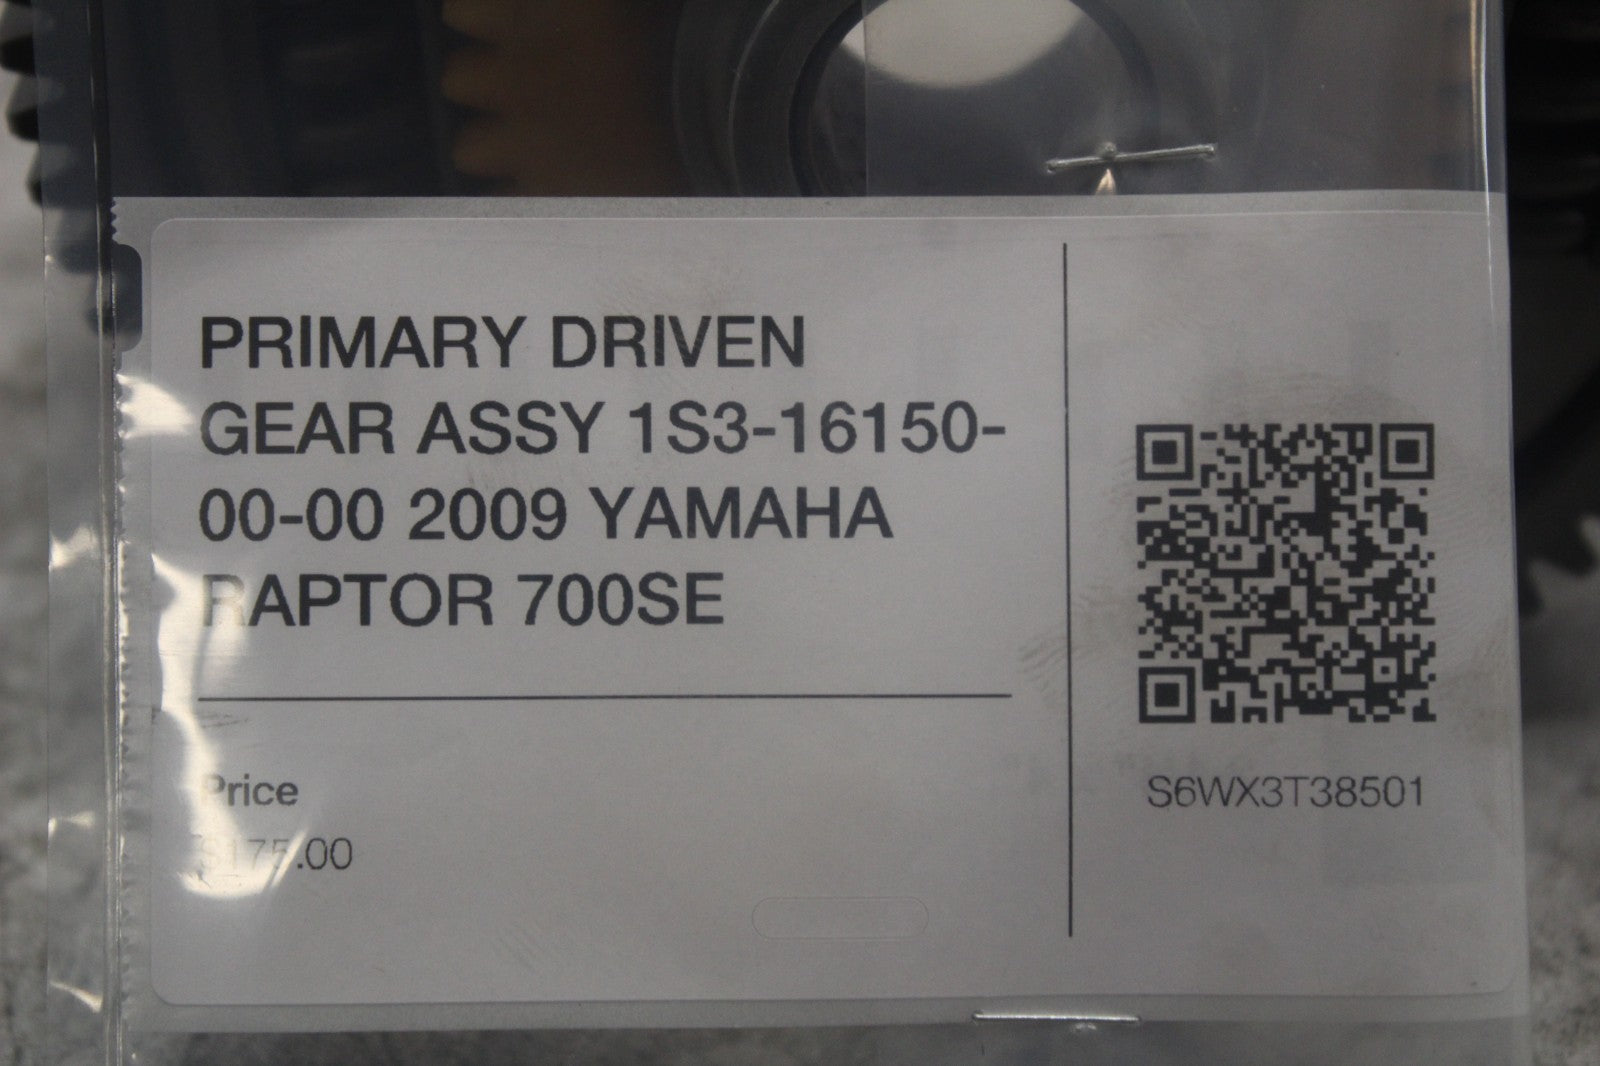 PRIMARY DRIVEN
GEAR ASSY 1S3-16150-
00-00 2009 YAMAHA
RAPTOR 700SE
Price
$175.00
S6WX3T38501